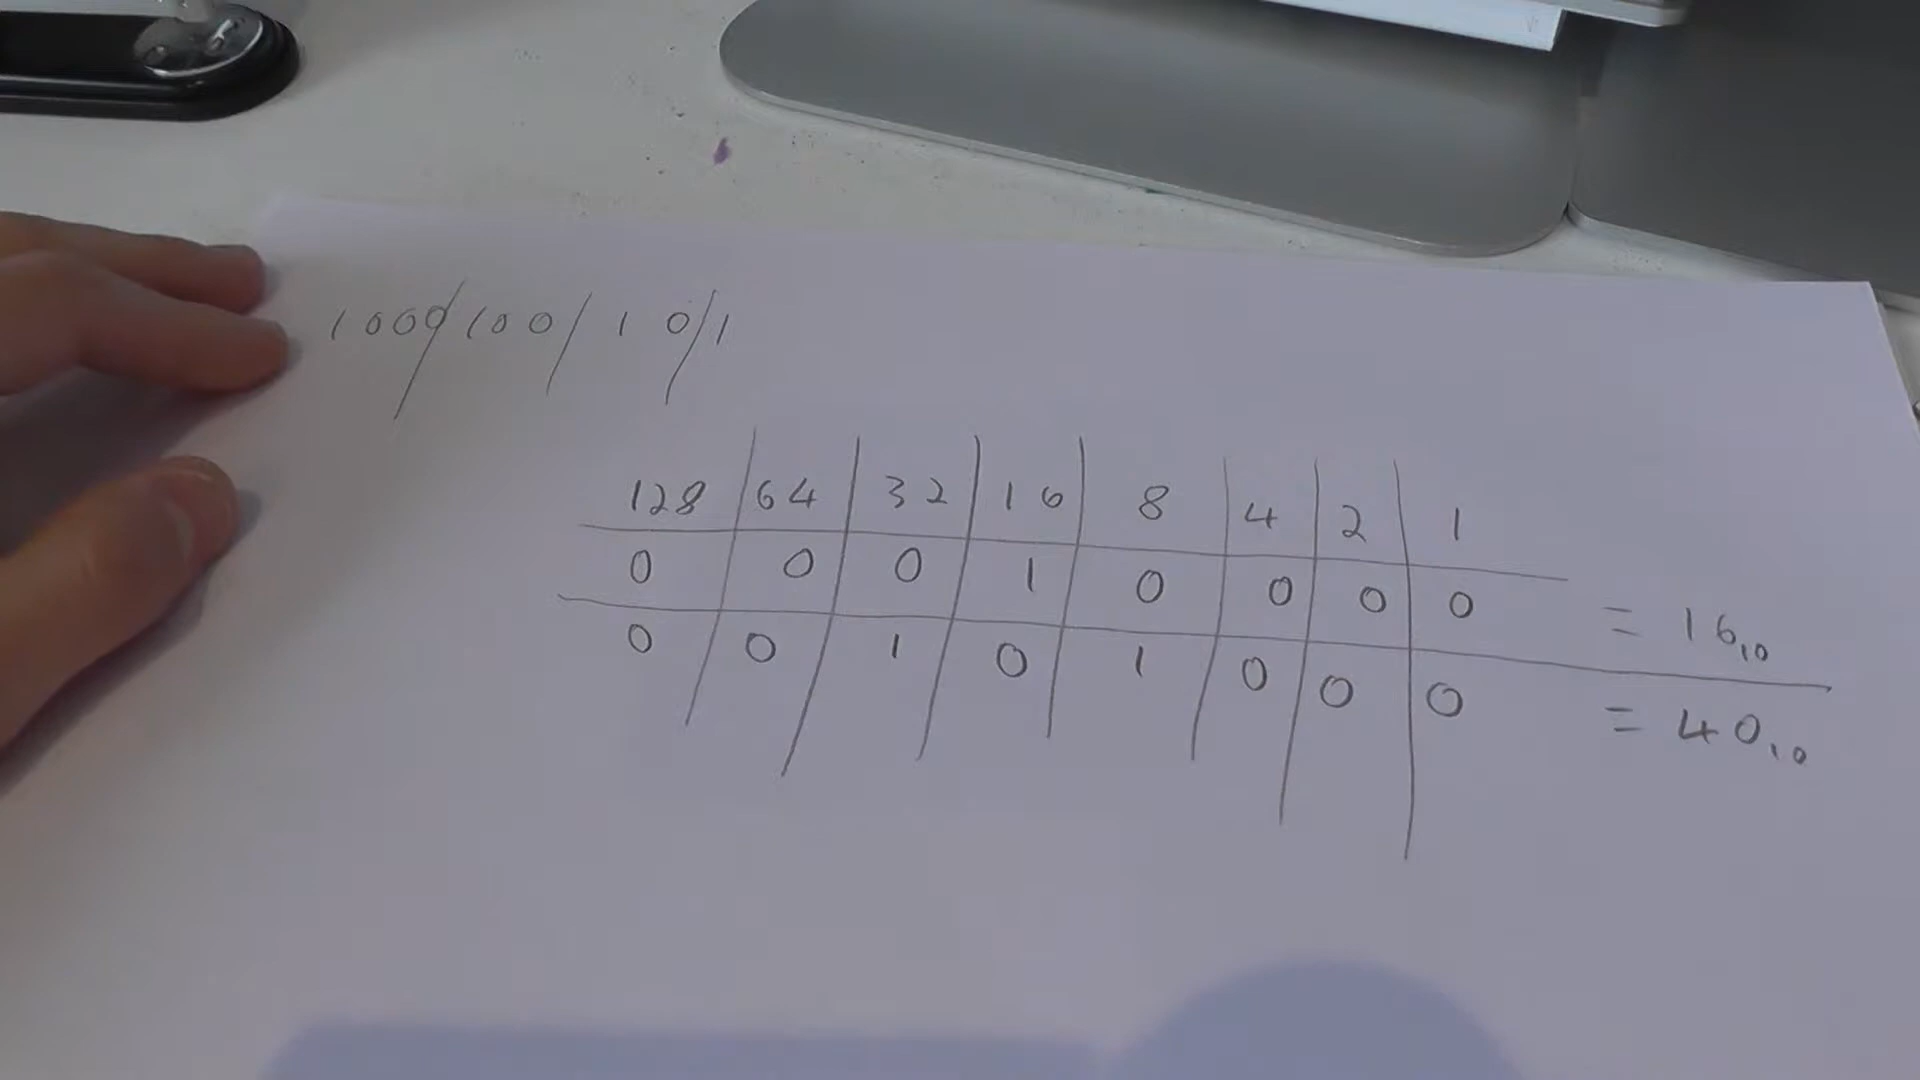 1000/100/10/1
128 64 32 16 8 4 2 1
0 0 0 1 0 0 0 0 = 16₁₀
0 0 1 0 1 0 0 0 = 40₁₀